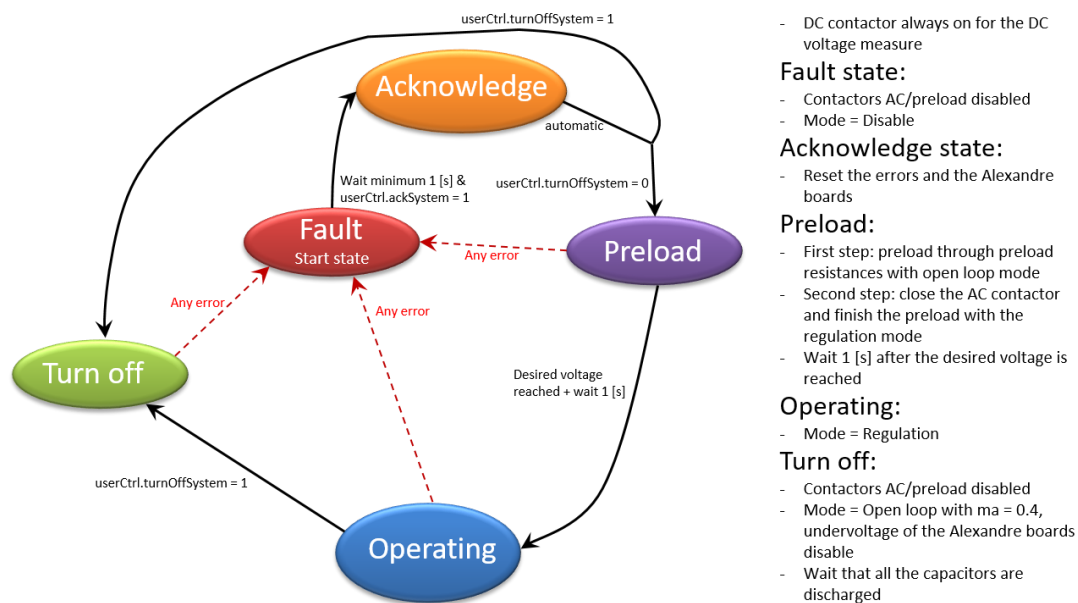 userCtrl.turnOffSystem = 1
Acknowledge
automatic
Wait minimum 1 [s] &
userCtrl.ackSystem = 1
userCtrl.turnOffSystem = 0
Fault
Start state
Any error
Preload
Any error
Any error
Turn off
Desired voltage
reached + wait 1 [s]
userCtrl.turnOffSystem = 1
Operating
- DC contactor always on for the DC
voltage measure
Fault state:
- Contactors AC/preload disabled
- Mode = Disable
Acknowledge state:
- Reset the errors and the Alexandre
boards
Preload:
- First step: preload through preload
resistances with open loop mode
- Second step: close the AC contactor
and finish the preload with the
regulation mode
- Wait 1 [s] after the desired voltage is
reached
Operating:
- Mode = Regulation
Turn off:
- Contactors AC/preload disabled
- Mode = Open loop with ma = 0.4,
undervoltage of the Alexandre boards
disable
- Wait that all the capacitors are
discharged